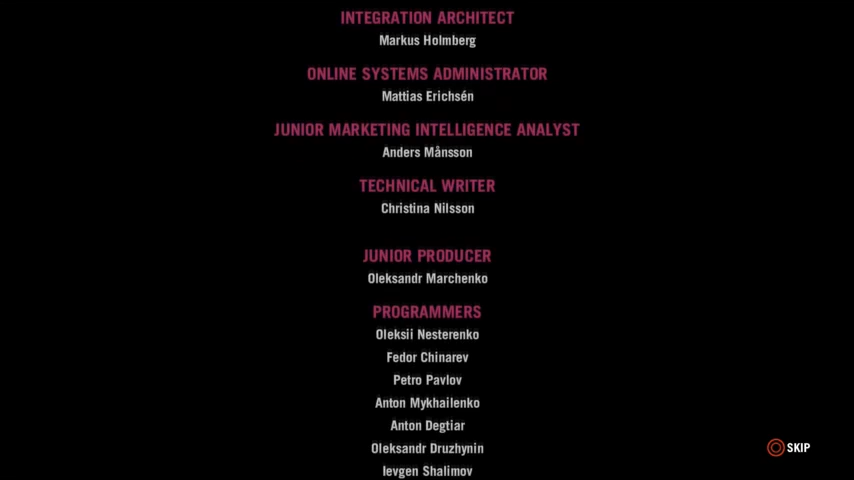 INTEGRATION ARCHITECT
Markus Holmberg
ONLINE SYSTEMS ADMINISTRATOR
Mattias Erichsén
JUNIOR MARKETING INTELLIGENCE ANALYST
Anders Månsson
TECHNICAL WRITER
Christina Nilsson
JUNIOR PRODUCER
Oleksandr Marchenko
PROGRAMMERS
Oleksii Nesterenko
Fedor Chinarev
Petro Pavlov
Anton Mykhailenko
Anton Degtiar
Oleksandr Druzhynin
SKIP
Ievgen Shalimov